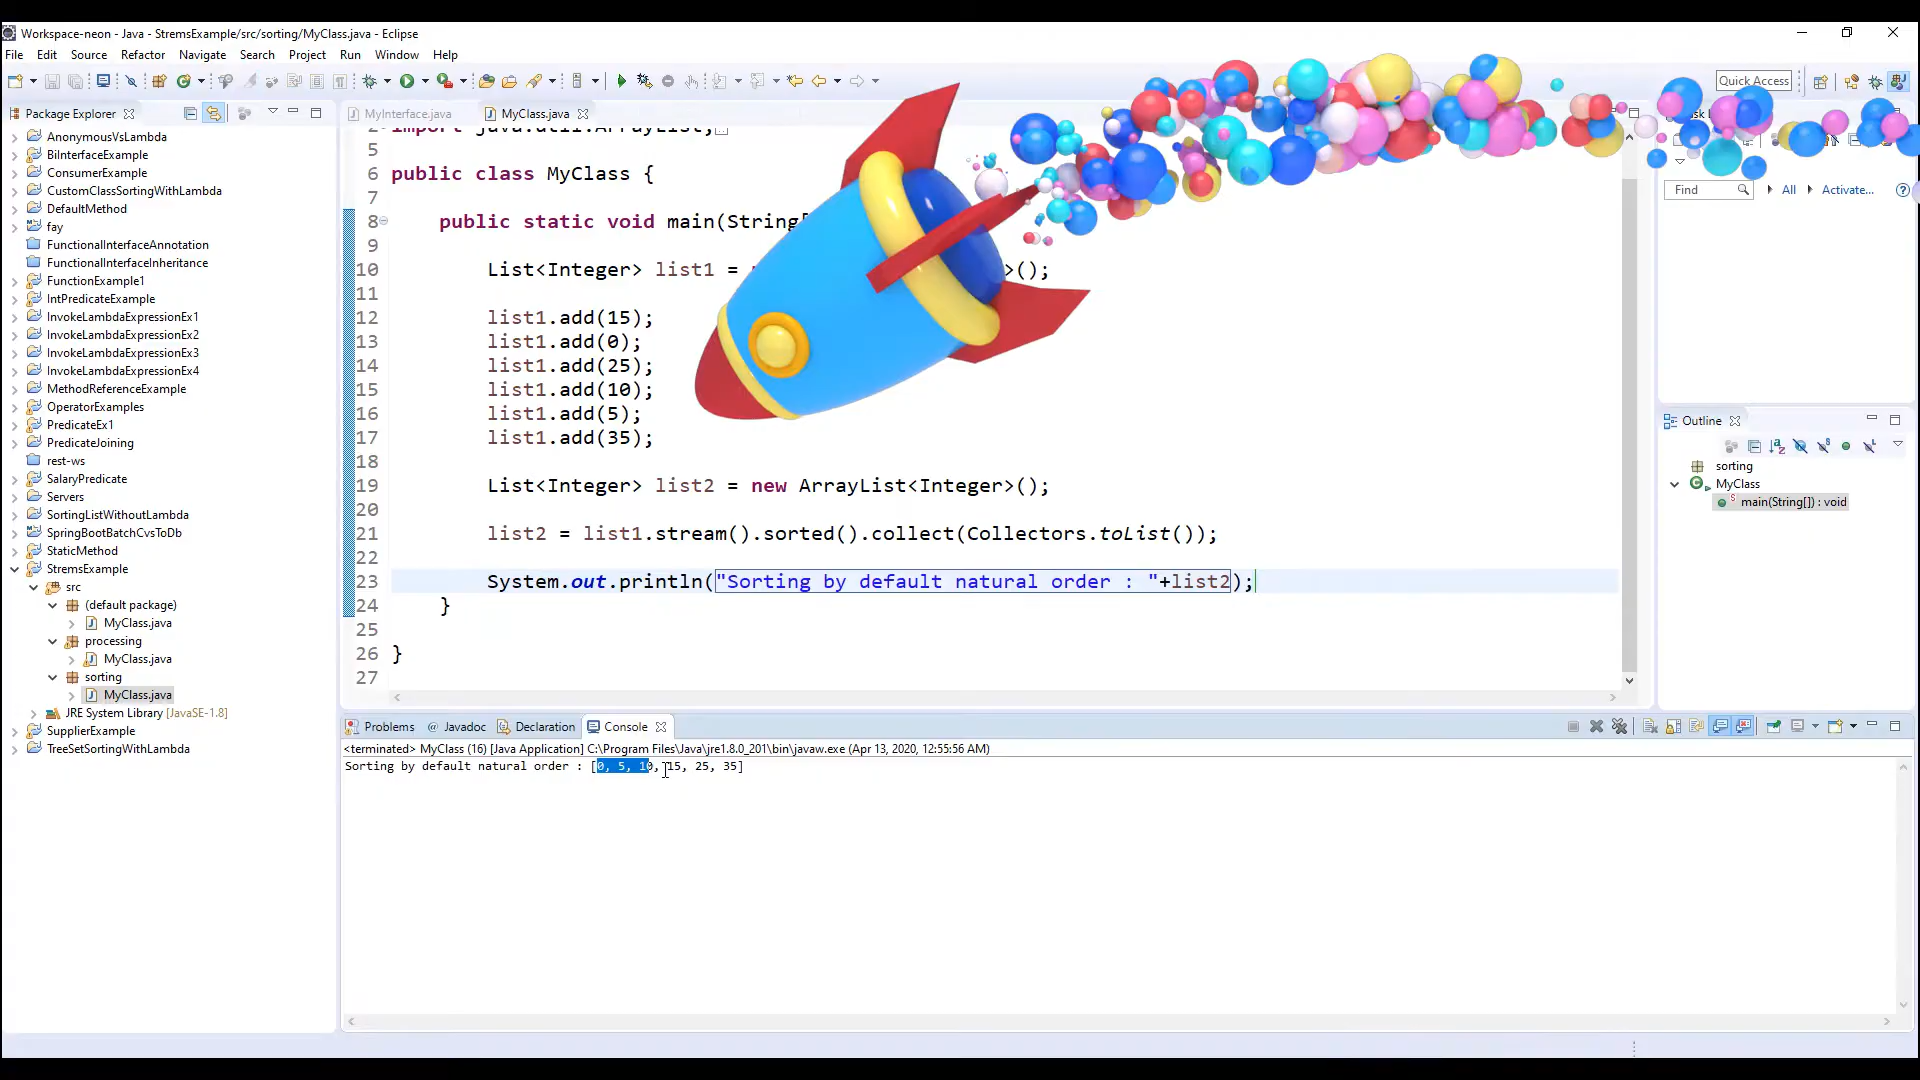 Workspace-neon - Java - StremsExample/src/sorting/MyClass.java - Eclipse
File Edit Source Refactor Navigate Search Project Run Window Help
Quick Access
Package Explorer
AnonymousVsLambda
BiInterfaceExample
ConsumerExample
CustomClassSortingWithLambda
DefaultMethod
fay
FunctionalInterfaceAnnotation
FunctionalInterfaceInheritance
FunctionExample1
IntPredicateExample
InvokeLambdaExpressionEx1
InvokeLambdaExpressionEx2
InvokeLambdaExpressionEx3
InvokeLambdaExpressionEx4
MethodReferenceExample
OperatorExamples
PredicateEx1
PredicateJoining
rest-ws
SalaryPredicate
Servers
SortingListWithoutLambda
SpringBootBatchCvsToDb
StaticMethod
StremsExample
src
(default package)
MyClass.java
processing
MyClass.java
sorting
MyClass.java
JRE System Library [JavaSE-1.8]
SupplierExample
TreeSetSortingWithLambda
MyInterface.java MyClass.java
2 import java.util.ArrayList;
5
6 public class MyClass {
7
8 public static void main(String[
9
10 List<Integer> list1 = >();
11
12 list1.add(15);
13 list1.add(0);
14 list1.add(25);
15 list1.add(10);
16 list1.add(5);
17 list1.add(35);
18
19 List<Integer> list2 = new ArrayList<Integer>();
20
21 list2 = list1.stream().sorted().collect(Collectors.toList());
22
23 System.out.println("Sorting by default natural order : "+list2);
24 }
25
26 }
27
Find All Activate...
Outline
sorting
MyClass
main(String[]) : void
Problems @ Javadoc Declaration Console
<terminated> MyClass (16) [Java Application] C:\Program Files\Java\jre1.8.0_201\bin\javaw.exe (Apr 13, 2020, 12:55:56 AM)
Sorting by default natural order : [0, 5, 10, 15, 25, 35]